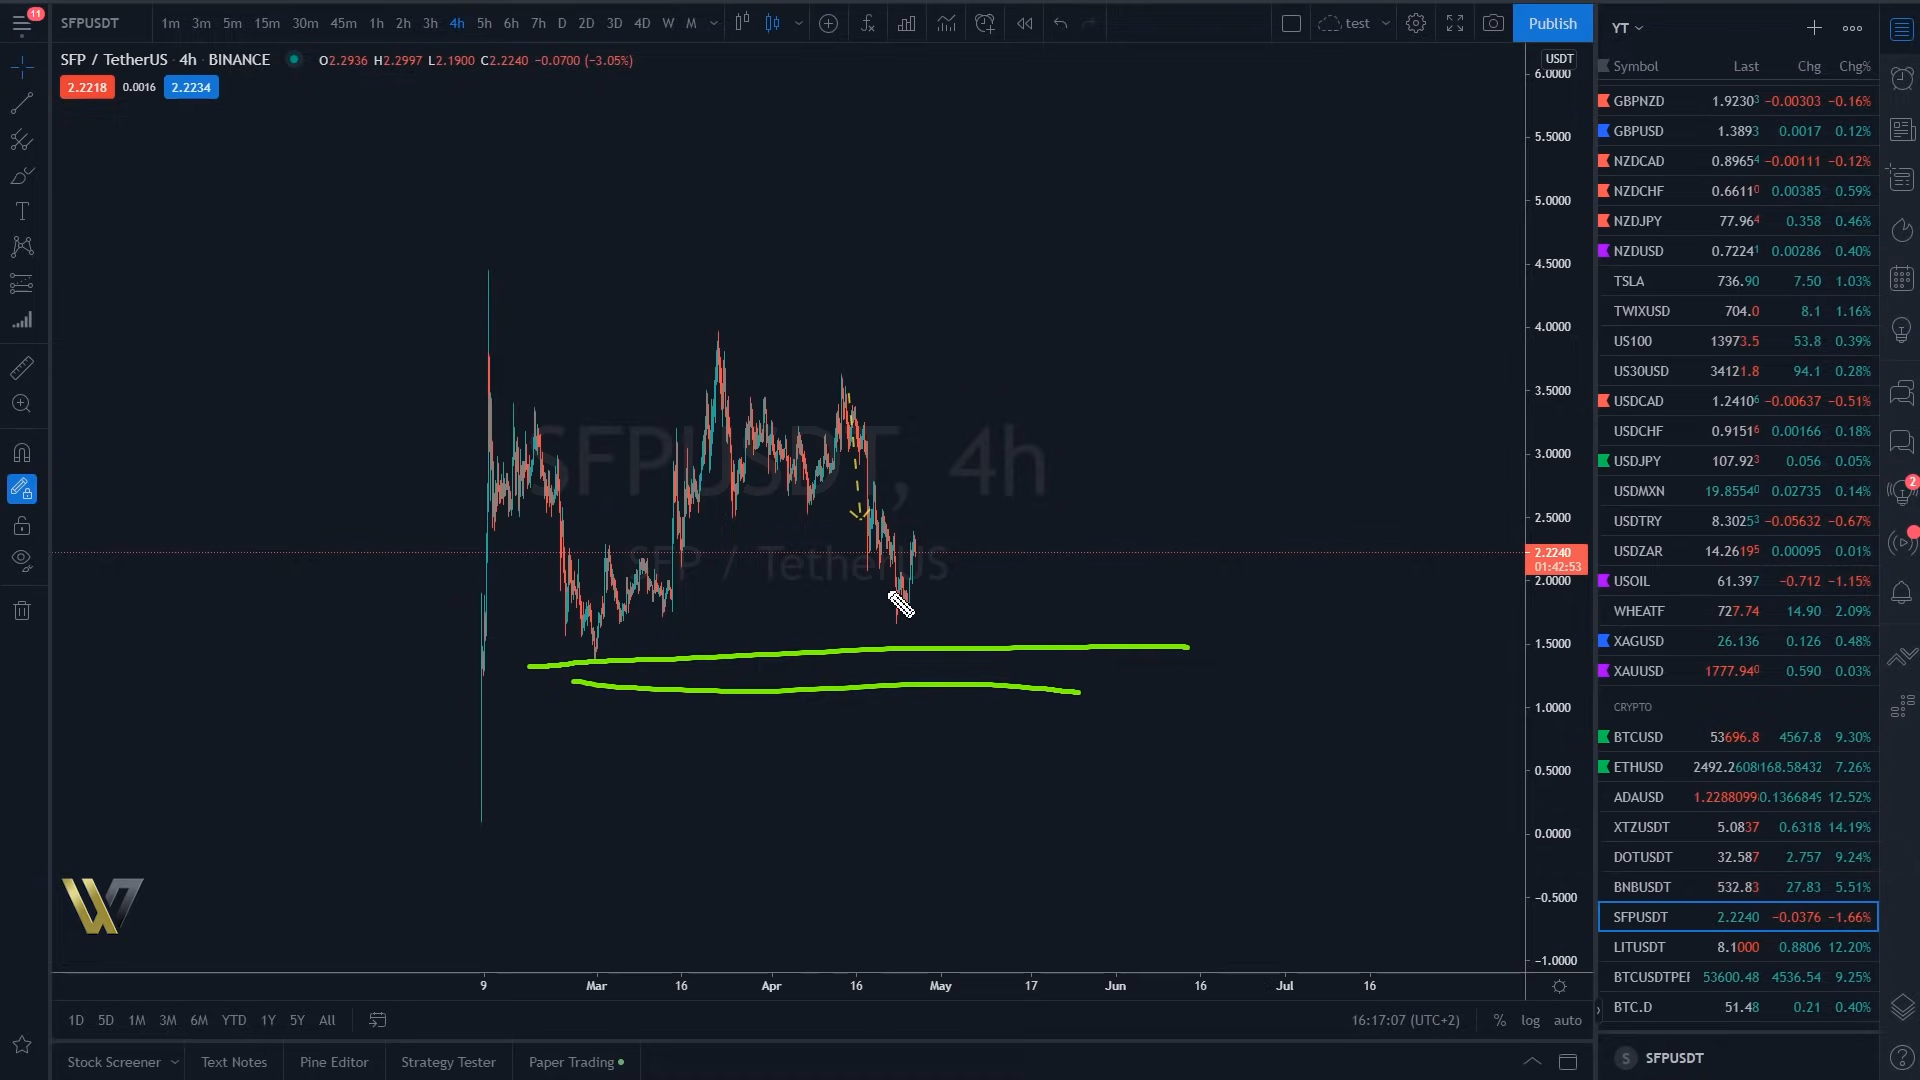 11
SFPUSDT 1m 3m 5m 15m 30m 45m 1h 2h 3h 4h 5h 6h 7h D 2D 3D 4D W M test Publish
YT
SFP / TetherUS · 4h · BINANCE O2.2936 H2.2997 L2.1900 C2.2240 −0.0700 (−3.05%)
2.2218 0.0016 2.2234
USDT
6.0000
5.5000
5.0000
4.5000
4.0000
3.5000
3.0000
2.5000
2.2240
01:42:53
2.0000
1.5000
1.0000
0.5000
0.0000
−0.5000
−1.0000
SFPUSDT, 4h
SFP / TetherUS
9 Mar 16 Apr 16 May 17 Jun 16 Jul 16
1D 5D 1M 3M 6M YTD 1Y 5Y All 16:17:07 (UTC+2) % log auto
Stock Screener Text Notes Pine Editor Strategy Tester Paper Trading
Symbol Last Chg Chg%
GBPNZD 1.92303 −0.00303 −0.16%
GBPUSD 1.3893 0.0017 0.12%
NZDCAD 0.89654 −0.00111 −0.12%
NZDCHF 0.66110 0.00385 0.59%
NZDJPY 77.964 0.358 0.46%
NZDUSD 0.72241 0.00286 0.40%
TSLA 736.90 7.50 1.03%
TWIXUSD 704.0 8.1 1.16%
US100 13973.5 53.8 0.39%
US30USD 34121.8 94.1 0.28%
USDCAD 1.24106 −0.00637 −0.51%
USDCHF 0.91516 0.00166 0.18%
USDJPY 107.923 0.056 0.05%
USDMXN 19.85540 0.02735 0.14%
USDTRY 8.30253 −0.05632 −0.67%
USDZAR 14.26195 0.00095 0.01%
USOIL 61.397 −0.712 −1.15%
WHEATF 727.74 14.90 2.09%
XAGUSD 26.136 0.126 0.48%
XAUUSD 1777.940 0.590 0.03%
CRYPTO
BTCUSD 53696.8 4567.8 9.30%
ETHUSD 2492.2608 168.58432 7.26%
ADAUSD 1.2288099 0.1366849 12.52%
XTZUSDT 5.0837 0.6318 14.19%
DOTUSDT 32.587 2.757 9.24%
BNBUSDT 532.83 27.83 5.51%
SFPUSDT 2.2240 −0.0376 −1.66%
LITUSDT 8.1000 0.8806 12.20%
BTCUSDTPER 53600.48 4536.54 9.25%
BTC.D 51.48 0.21 0.40%
S SFPUSDT
2